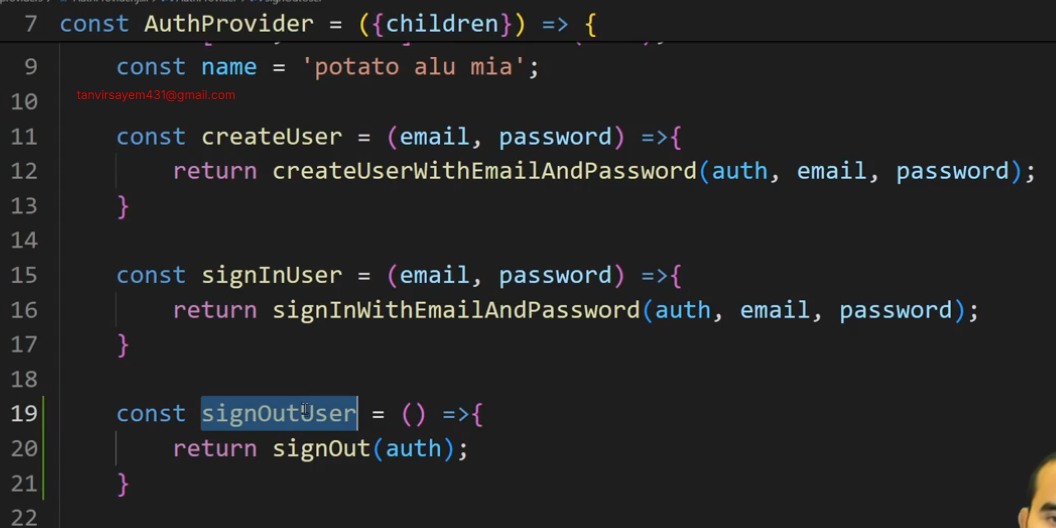 7 const AuthProvider = ({children}) => {
9 const name = 'potato alu mia';
10
tanvirsayem431@gmail.com
11 const createUser = (email, password) =>{
12 return createUserWithEmailAndPassword(auth, email, password);
13 }
14
15 const signInUser = (email, password) =>{
16 return signInWithEmailAndPassword(auth, email, password);
17 }
18
19 const signOutUser = () =>{
20 return signOut(auth);
21 }
22